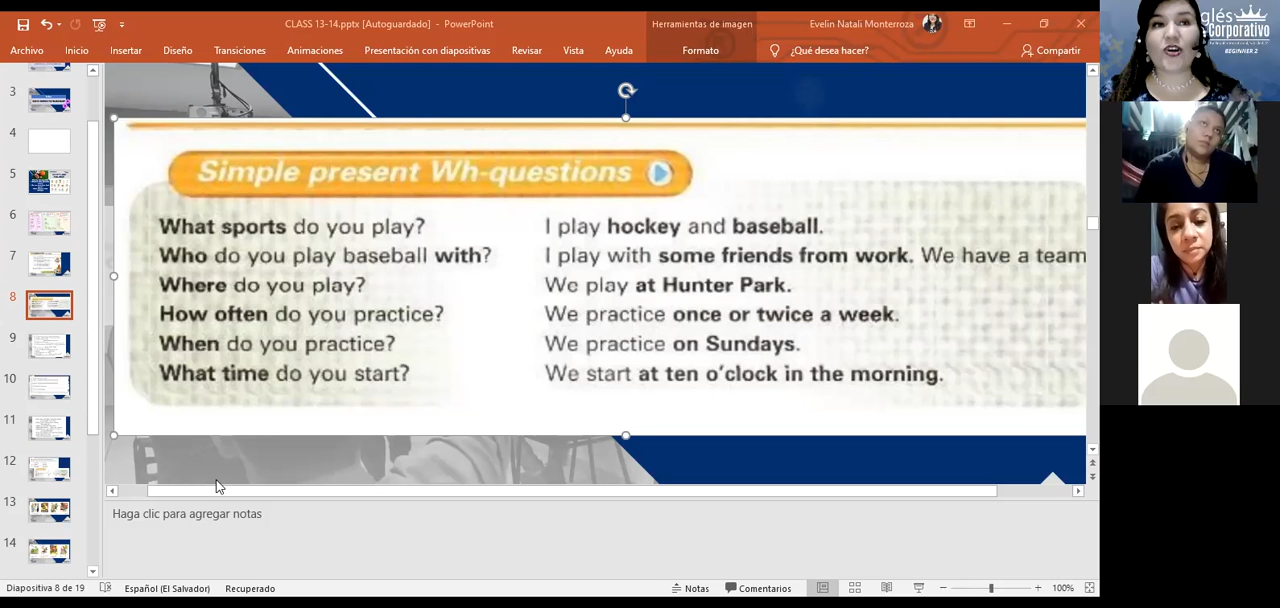 CLASS 13-14.pptx [Autoguardado] - PowerPoint
Herramientas de imagen
Evelin Natali Monterroza
Archivo Inicio Insertar Diseño Transiciones Animaciones Presentación con diapositivas Revisar Vista Ayuda Formato ¿Qué desea hacer? Compartir
glés
Corporativo
BEGINNER 2
3
4
5
6
7
8
9
10
11
12
13
14
Simple present Wh-questions
What sports do you play? I play hockey and baseball.
Who do you play baseball with? I play with some friends from work. We have a team
Where do you play? We play at Hunter Park.
How often do you practice? We practice once or twice a week.
When do you practice? We practice on Sundays.
What time do you start? We start at ten o'clock in the morning.
Haga clic para agregar notas
Diapositiva 8 de 19 Español (El Salvador) Recuperado Notas Comentarios 100%